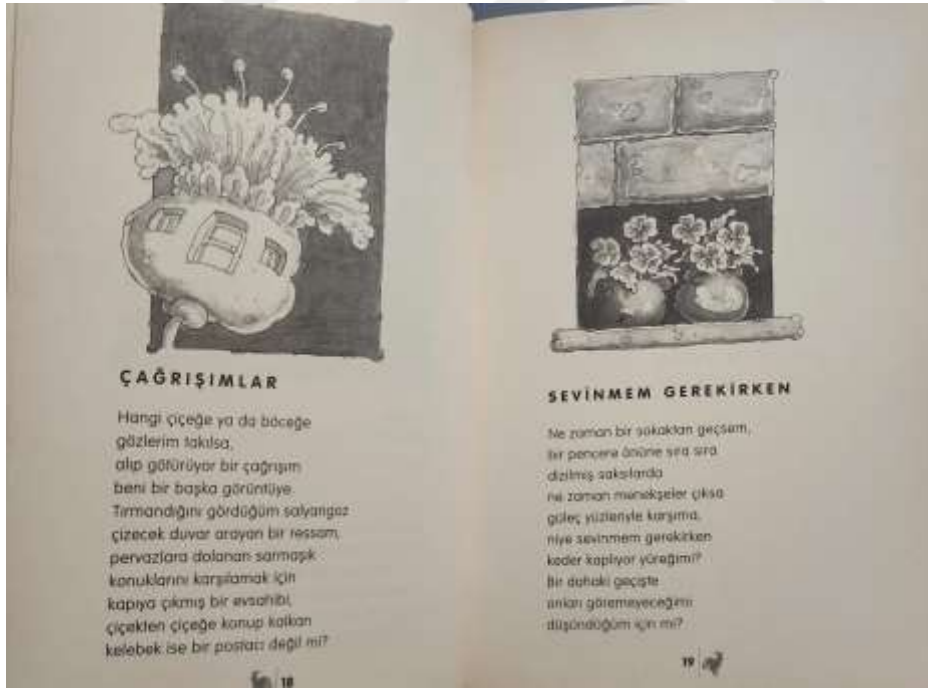 ÇAĞRIŞIMLAR
Hangi çiçeğe ya da böceğe
gözlerim takılsa,
alıp götürüyor bir çağrışım
beni bir başka görüntüye.
Tırmandığını gördüğüm salyangoz
çizecek duvar arayan bir ressam,
pervazlara dolanan sarmaşık
konuklarını karşılamak için
kapıya çıkmış bir evsahibi,
çiçekten çiçeğe konup kalkan
kelebek ise bir postacı değil mi?
18
SEVİNMEM GEREKİRKEN
Ne zaman bir sokaktan geçsem,
bir pencere önüne sıra sıra
dizilmiş saksılarda
ne zaman menekşeler çıksa
güleç yüzleriyle karşıma,
niye sevinmem gerekirken
keder kaplıyor yüreğimi?
Bir dahaki geçişte
onları göremeyeceğimi
düşündüğüm için mi?
19